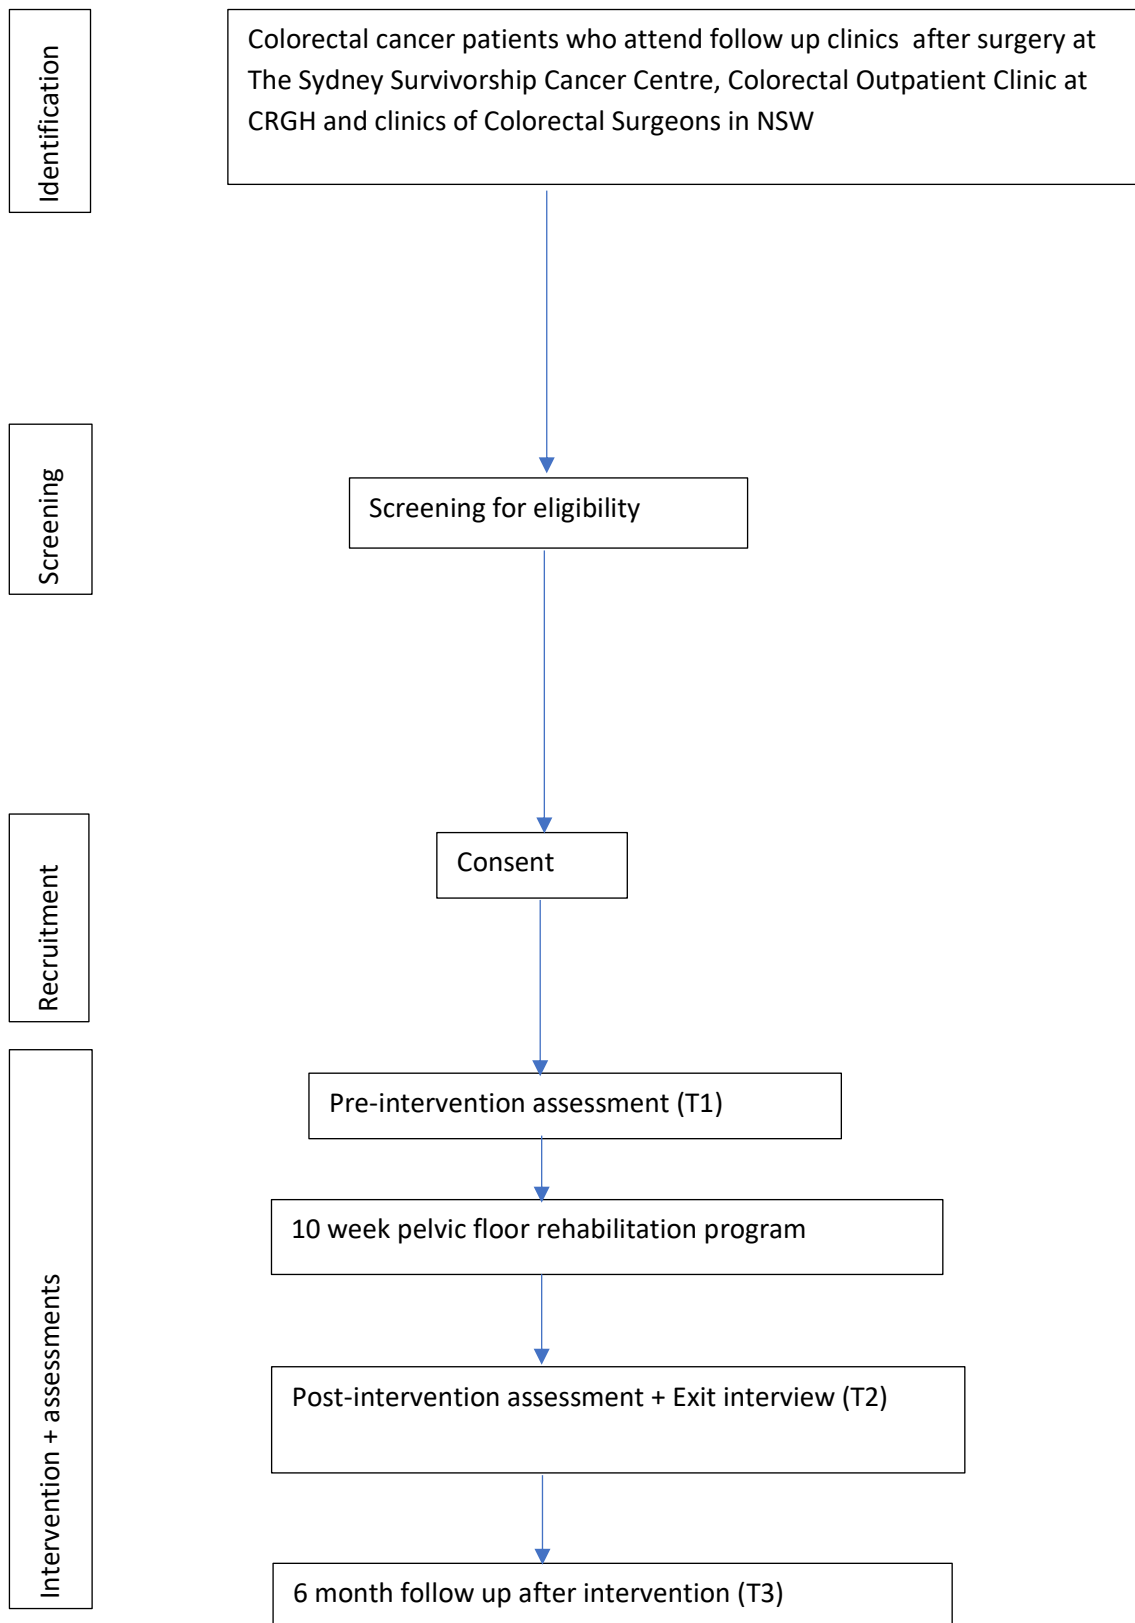 Identification
Colorectal cancer patients who attend follow up clinics  after surgery at
The Sydney Survivorship Cancer Centre, Colorectal Outpatient Clinic at
CRGH and clinics of Colorectal Surgeons in NSW
Screening
Screening for eligibility
Recruitment
Consent
Intervention + assessments
Pre-intervention assessment (T1)
10 week pelvic floor rehabilitation program
Post-intervention assessment + Exit interview (T2)
6 month follow up after intervention (T3)